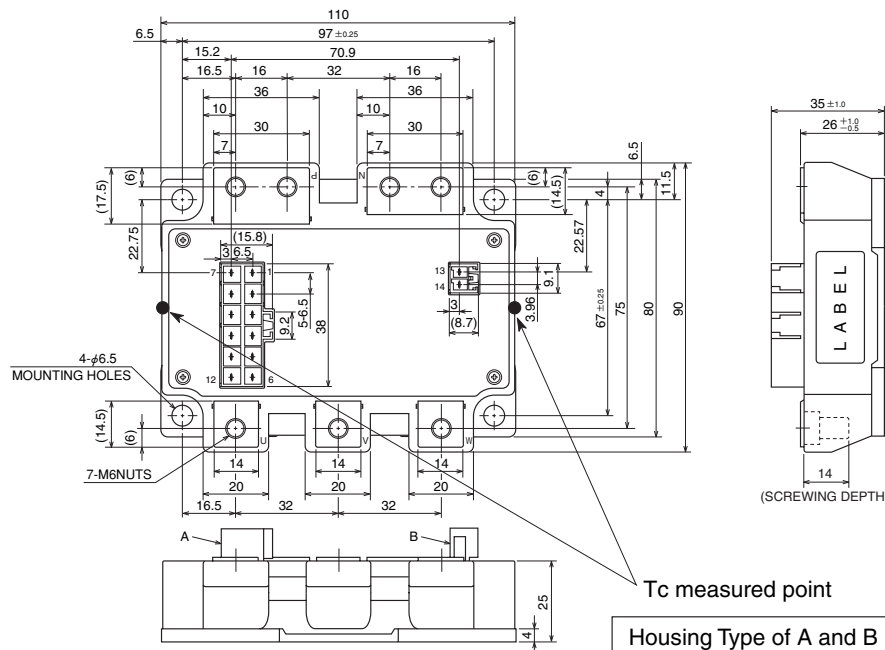 110
6.5 97 ±0.25
15.2 70.9
16.5 16 32 16
36 36
10 10
30 30
7 7
35 ±1.0
26 +1.0 -0.5
6.5
11.5
(17.5) (6) P N (6) (14.5) 4
22.75 22.57
(15.8)
3 6.5
7 1
13
14
9.1
3 3.96
(8.7)
5-6.5
9.2
38
67 ±0.25
75
80
90
LABEL
4-φ6.5
MOUNTING HOLES
12 6
(14.5) (6)
U V W
7-M6NUTS
14 14 14
20 20 20
16.5 32 32
14
(SCREWING DEPTH
A B
25
4
Tc measured point
Housing Type of A and B